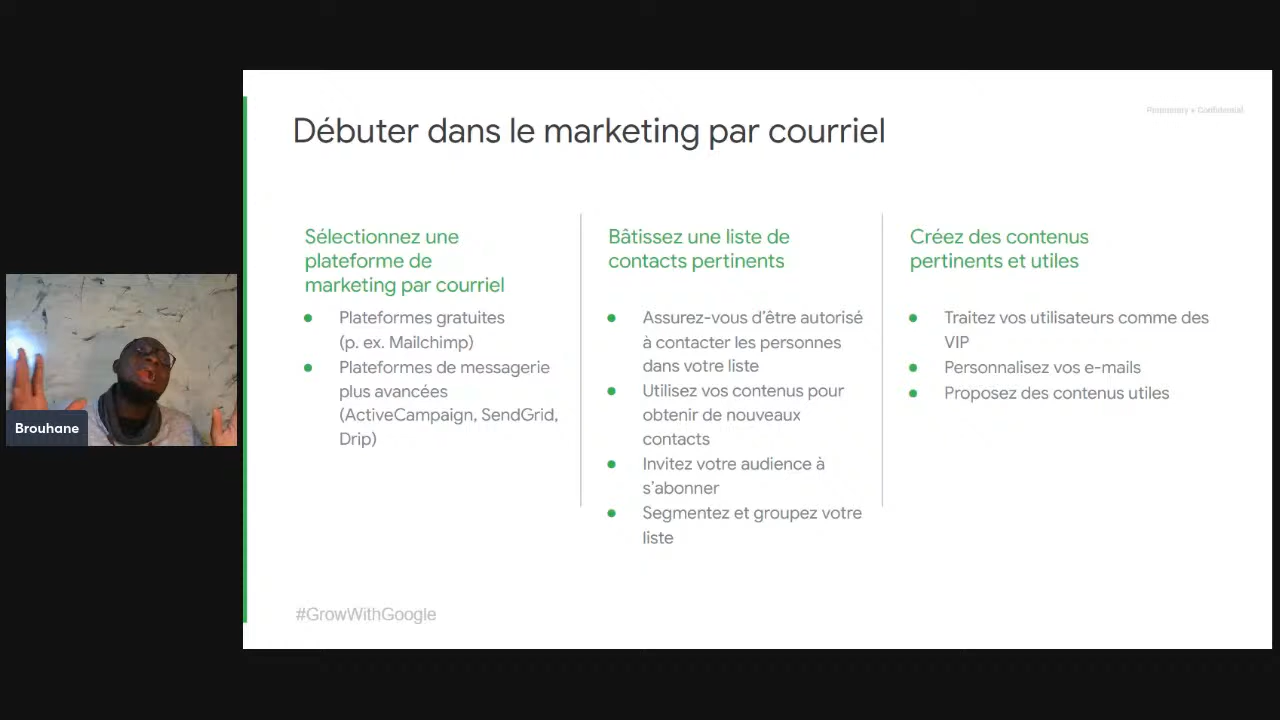 Débuter dans le marketing par courriel
Proprietary + Confidential
Sélectionnez une
plateforme de
marketing par courriel
Plateformes gratuites
(p. ex. Mailchimp)
Plateformes de messagerie
plus avancées
(ActiveCampaign, SendGrid,
Drip)
Bâtissez une liste de
contacts pertinents
Assurez-vous d'être autorisé
à contacter les personnes
dans votre liste
Utilisez vos contenus pour
obtenir de nouveaux
contacts
Invitez votre audience à
s'abonner
Segmentez et groupez votre
liste
Créez des contenus
pertinents et utiles
Traitez vos utilisateurs comme des
VIP
Personnalisez vos e-mails
Proposez des contenus utiles
Brouhane
#GrowWithGoogle